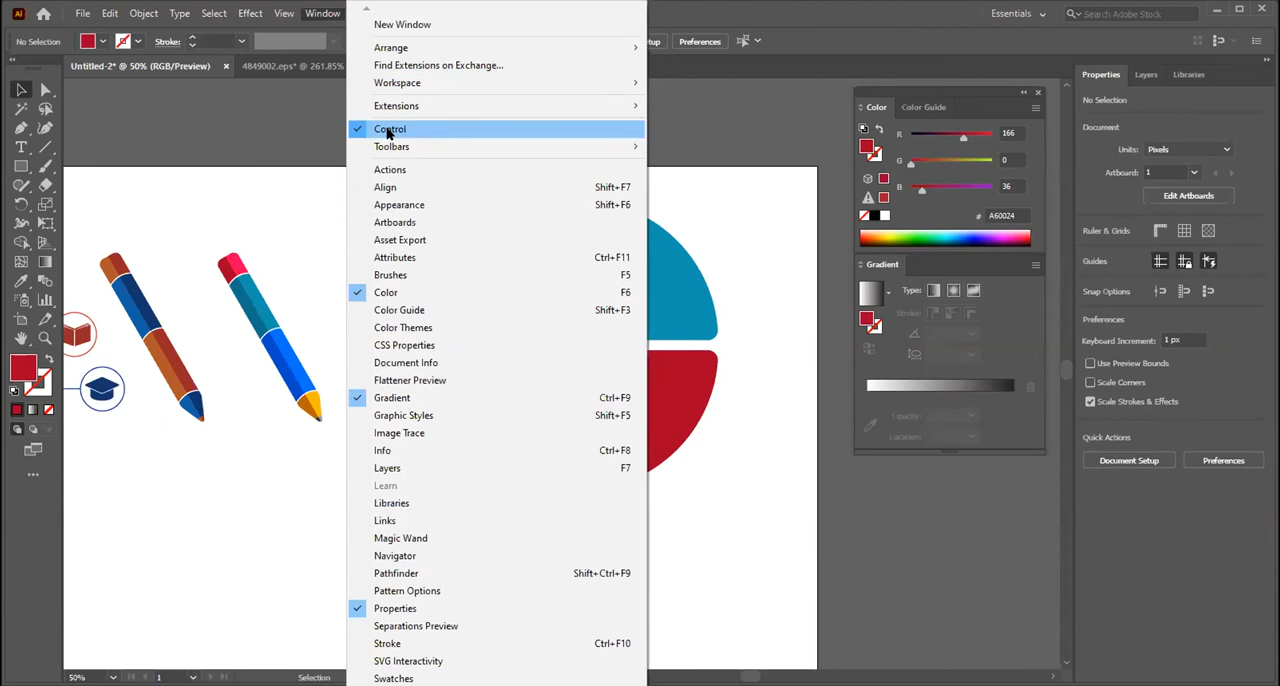 Ai
File
Edit
Object
Type
Select
Effect
View
Window
Essentials
Search Adobe Stock
No Selection
Stroke:
Preferences
Untitled-2* @ 50% (RGB/Preview) ×
4849002.eps* @ 261.85%
New Window
Arrange
Find Extensions on Exchange...
Workspace
Extensions
Control
Toolbars
Actions
Align Shift+F7
Appearance Shift+F6
Artboards
Asset Export
Attributes Ctrl+F11
Brushes F5
Color F6
Color Guide Shift+F3
Color Themes
CSS Properties
Document Info
Flattener Preview
Gradient Ctrl+F9
Graphic Styles Shift+F5
Image Trace
Info Ctrl+F8
Layers F7
Learn
Libraries
Links
Magic Wand
Navigator
Pathfinder Shift+Ctrl+F9
Pattern Options
Properties
Separations Preview
Stroke Ctrl+F10
SVG Interactivity
Swatches
Color
Color Guide
R 166
G 0
B 36
# A60024
Gradient
Type:
Stroke:
Opacity:
Location:
Properties
Layers
Libraries
No Selection
Document
Units: Pixels
Artboard: 1
Edit Artboards
Ruler & Grids
Guides
Snap Options
Preferences
Keyboard Increment: 1 px
Use Preview Bounds
Scale Corners
Scale Strokes & Effects
Quick Actions
Document Setup
Preferences
50%
1
Selection